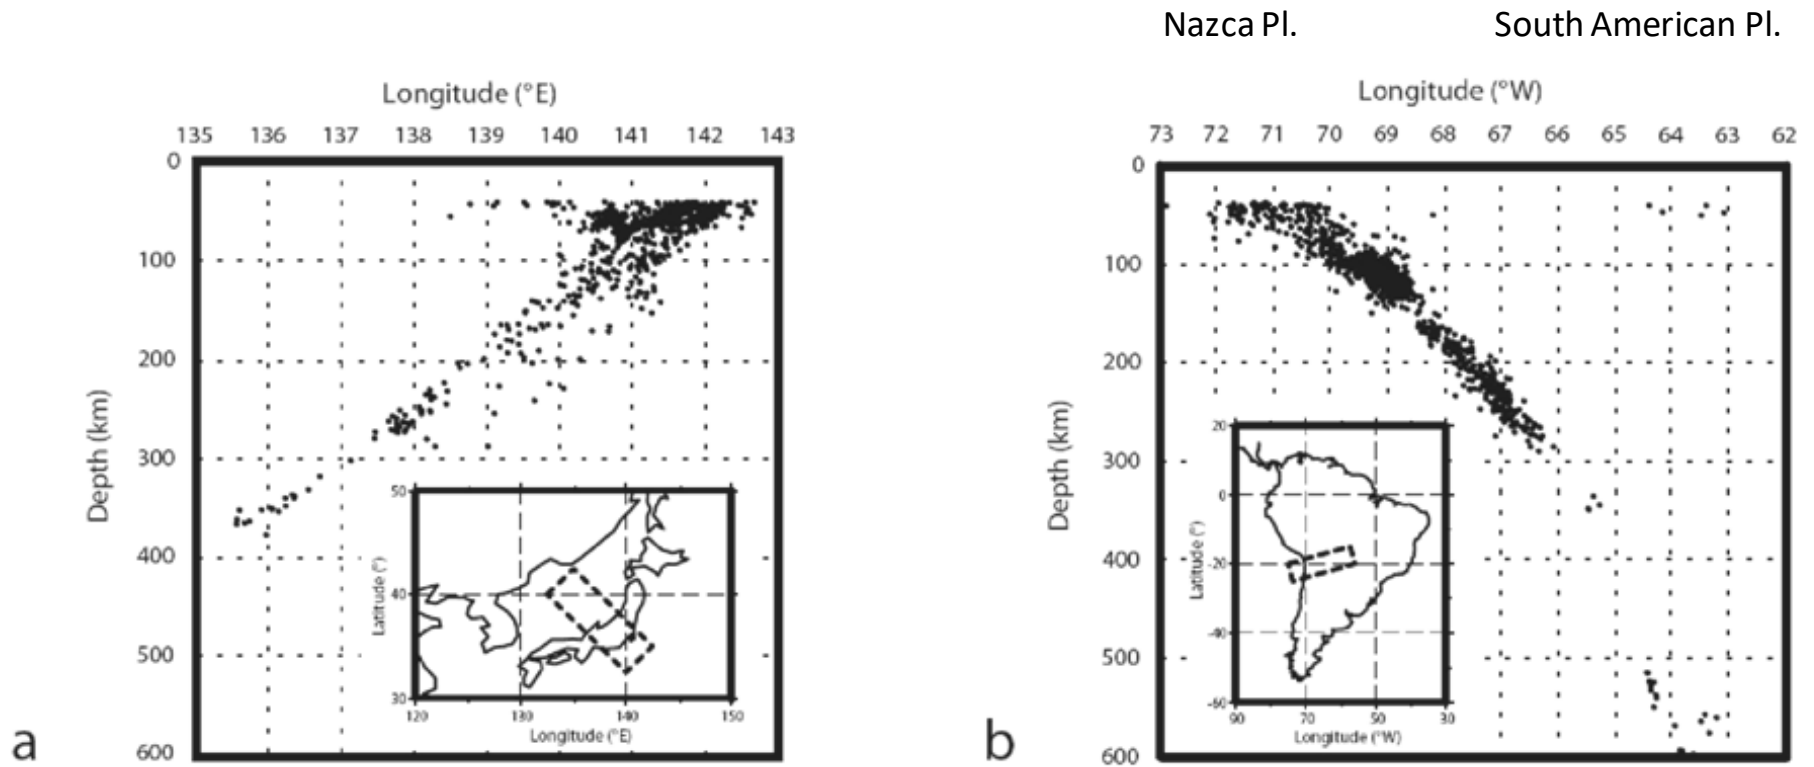 Nazca Pl. South American Pl.
Longitude (°E)
135 136 137 138 139 140 141 142 143
0
100
200
300
400
500
600
Depth (km)
50
40
30
Latitude (°)
120 130 140 150
Longitude (°E)
a
Longitude (°W)
73 72 71 70 69 68 67 66 65 64 63 62
0
100
200
300
400
500
600
Depth (km)
20
0
-20
-40
-60
Latitude (°)
90 70 50 30
Longitude (°W)
b